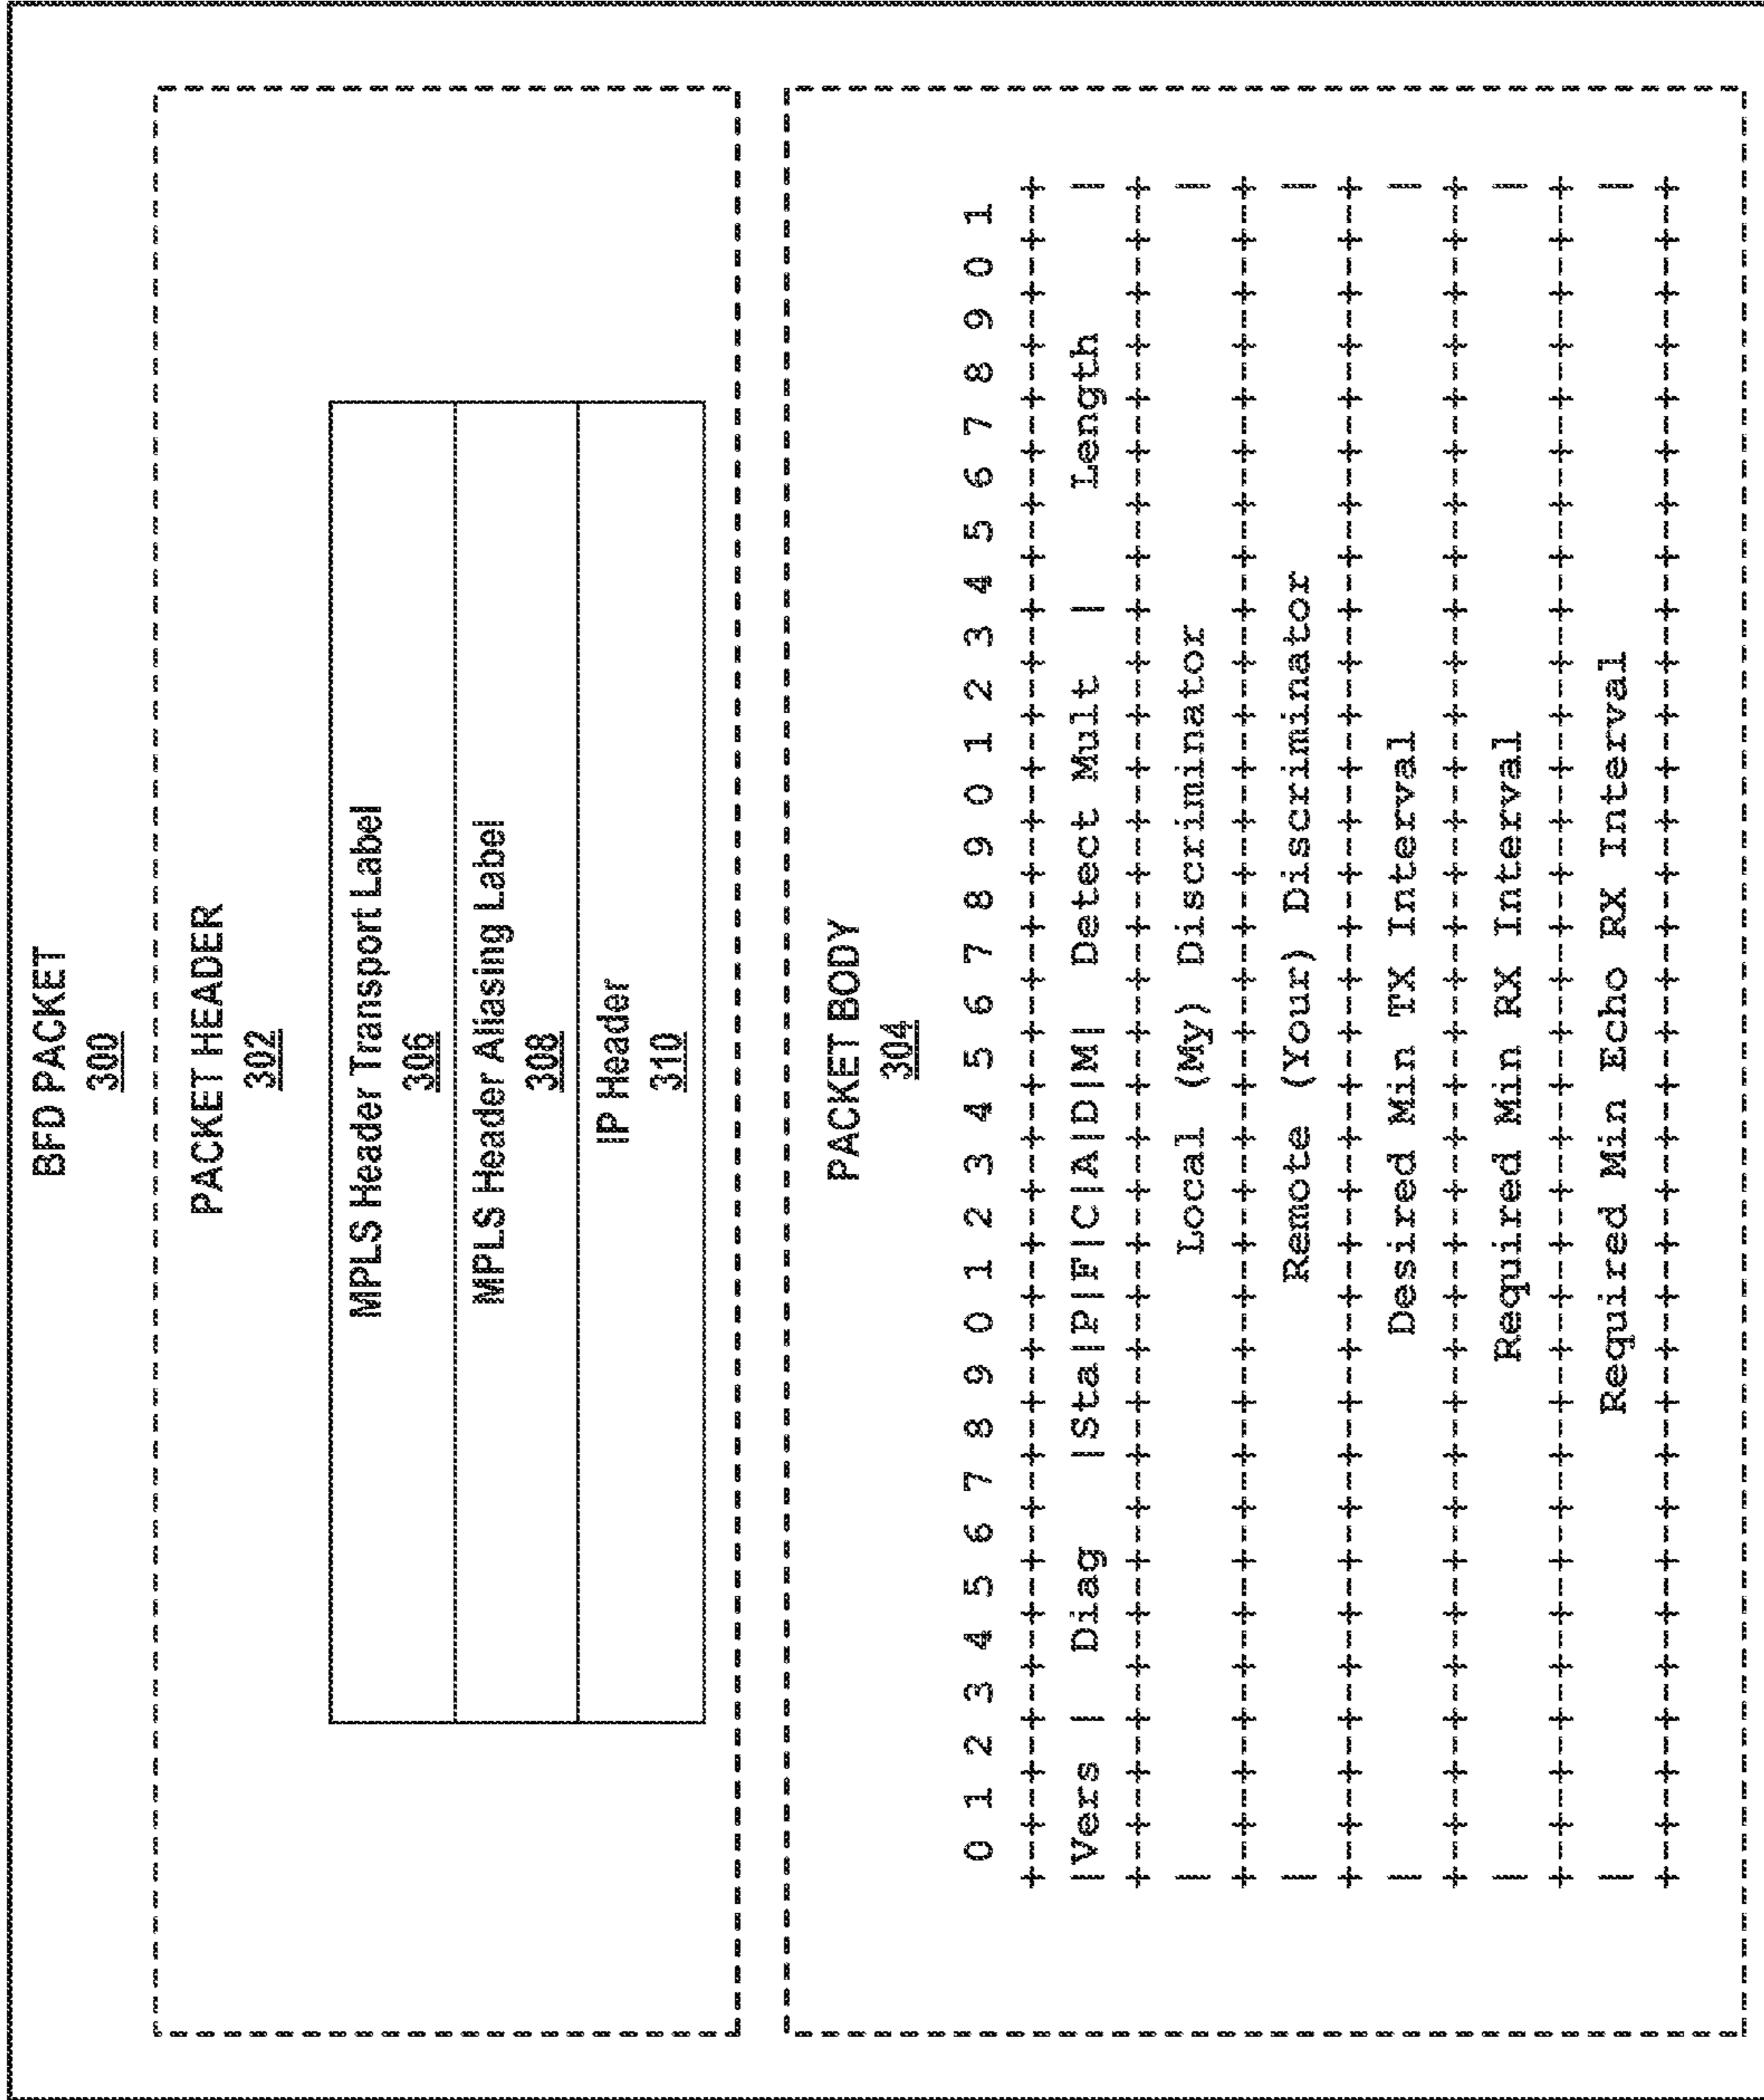 BFD PACKET
300
PACKET HEADER
302
MPLS Header Transport Label
306
MPLS Header Aliasing Label
308
IP Header
310
PACKET BODY
304
0 1 2 3 4 5 6 7 8 9 0 1 2 3 4 5 6 7 8 9 0 1 2 3 4 5 6 7 8 9 0 1
+-+-+-+-+-+-+-+-+-+-+-+-+-+-+-+-+-+-+-+-+-+-+-+-+-+-+-+-+-+-+-+-+
|Vers | Diag |Sta|P|F|C|A|D|M| Detect Mult | Length |
+-+-+-+-+-+-+-+-+-+-+-+-+-+-+-+-+-+-+-+-+-+-+-+-+-+-+-+-+-+-+-+-+
| Local (My) Discriminator |
+-+-+-+-+-+-+-+-+-+-+-+-+-+-+-+-+-+-+-+-+-+-+-+-+-+-+-+-+-+-+-+-+
| Remote (Your) Discriminator |
+-+-+-+-+-+-+-+-+-+-+-+-+-+-+-+-+-+-+-+-+-+-+-+-+-+-+-+-+-+-+-+-+
| Desired Min TX Interval |
+-+-+-+-+-+-+-+-+-+-+-+-+-+-+-+-+-+-+-+-+-+-+-+-+-+-+-+-+-+-+-+-+
| Required Min RX Interval |
+-+-+-+-+-+-+-+-+-+-+-+-+-+-+-+-+-+-+-+-+-+-+-+-+-+-+-+-+-+-+-+-+
| Required Min Echo RX Interval |
+-+-+-+-+-+-+-+-+-+-+-+-+-+-+-+-+-+-+-+-+-+-+-+-+-+-+-+-+-+-+-+-+